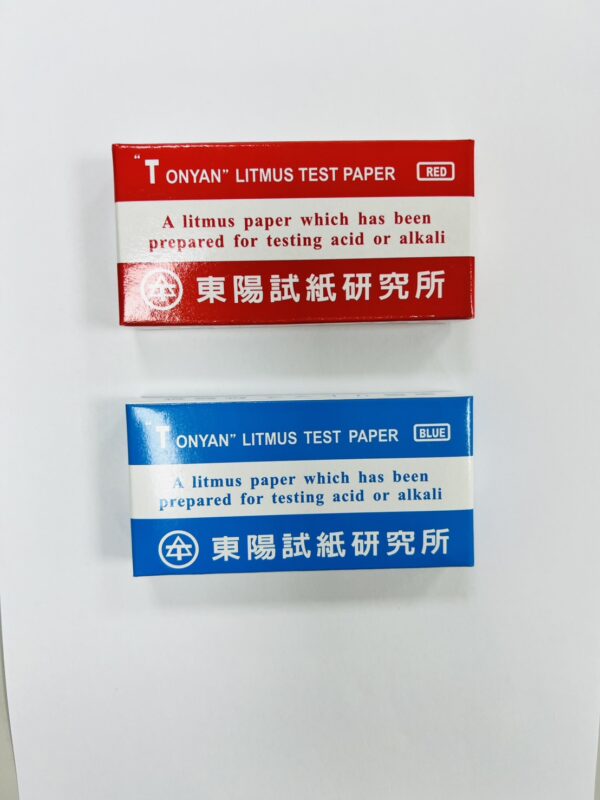 "TONYAN" LITMUS TEST PAPER RED
A litmus paper which has been
prepared for testing acid or alkali
東陽試紙研究所
"TONYAN" LITMUS TEST PAPER BLUE
A litmus paper which has been
prepared for testing acid or alkali
東陽試紙研究所